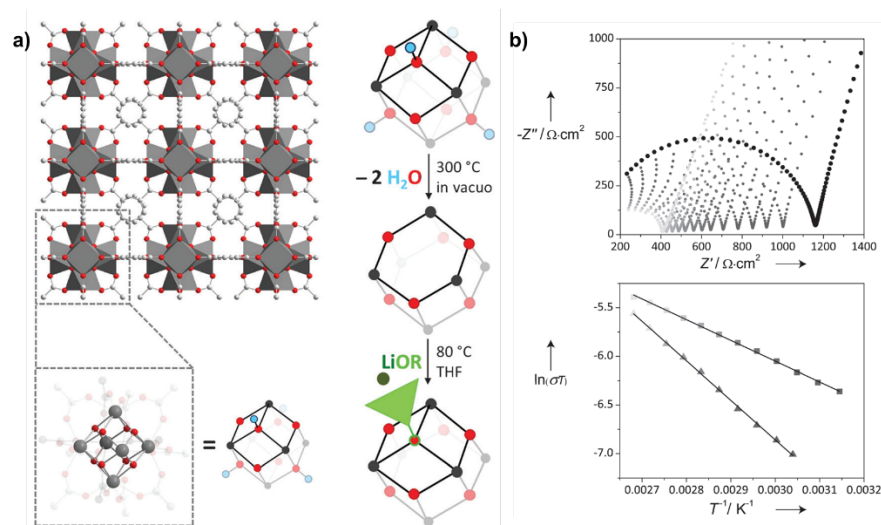 a)
– 2 H₂O
300 °C
in vacuo
LiOR
80 °C
THF
=
b)
1000
750
500
250
0
-Z″ / Ω·cm²
200 400 600 800 1000 1200 1400
Z′ / Ω·cm²
-5.5
-6.0
-6.5
-7.0
ln(σT)
0.0027 0.0028 0.0029 0.0030 0.0031 0.0032
T⁻¹ / K⁻¹